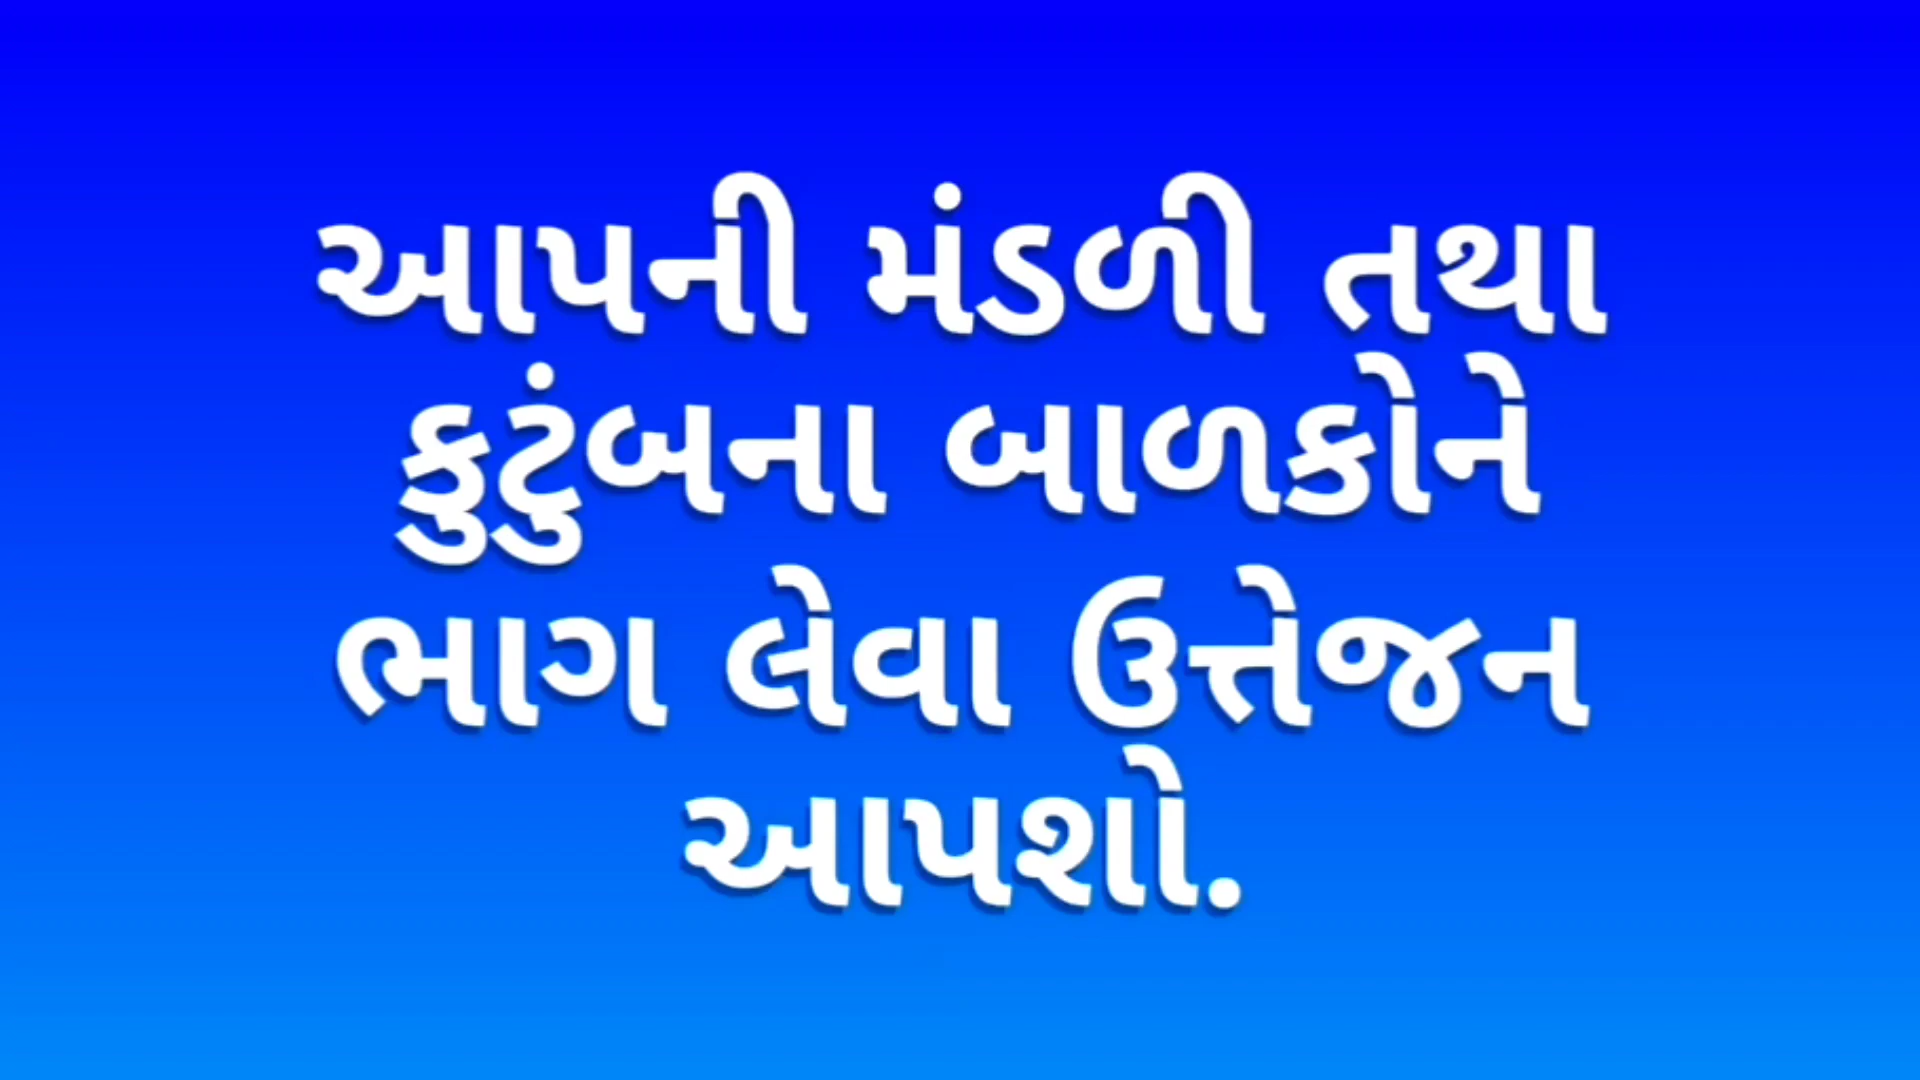 આપની મંડળી તથા
કુટુંબના બાળકોને
ભાગ લેવા ઉત્તેજન
આપશો.